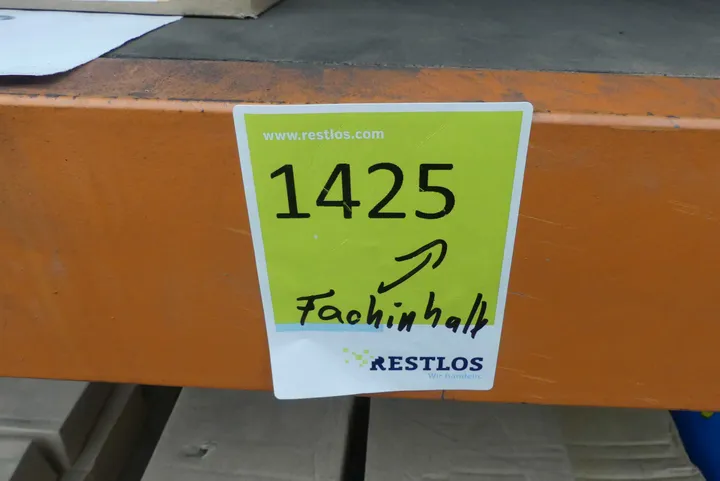 www.restlos.com
1425
Fachinhalt
RESTLOS
Wir handeln.